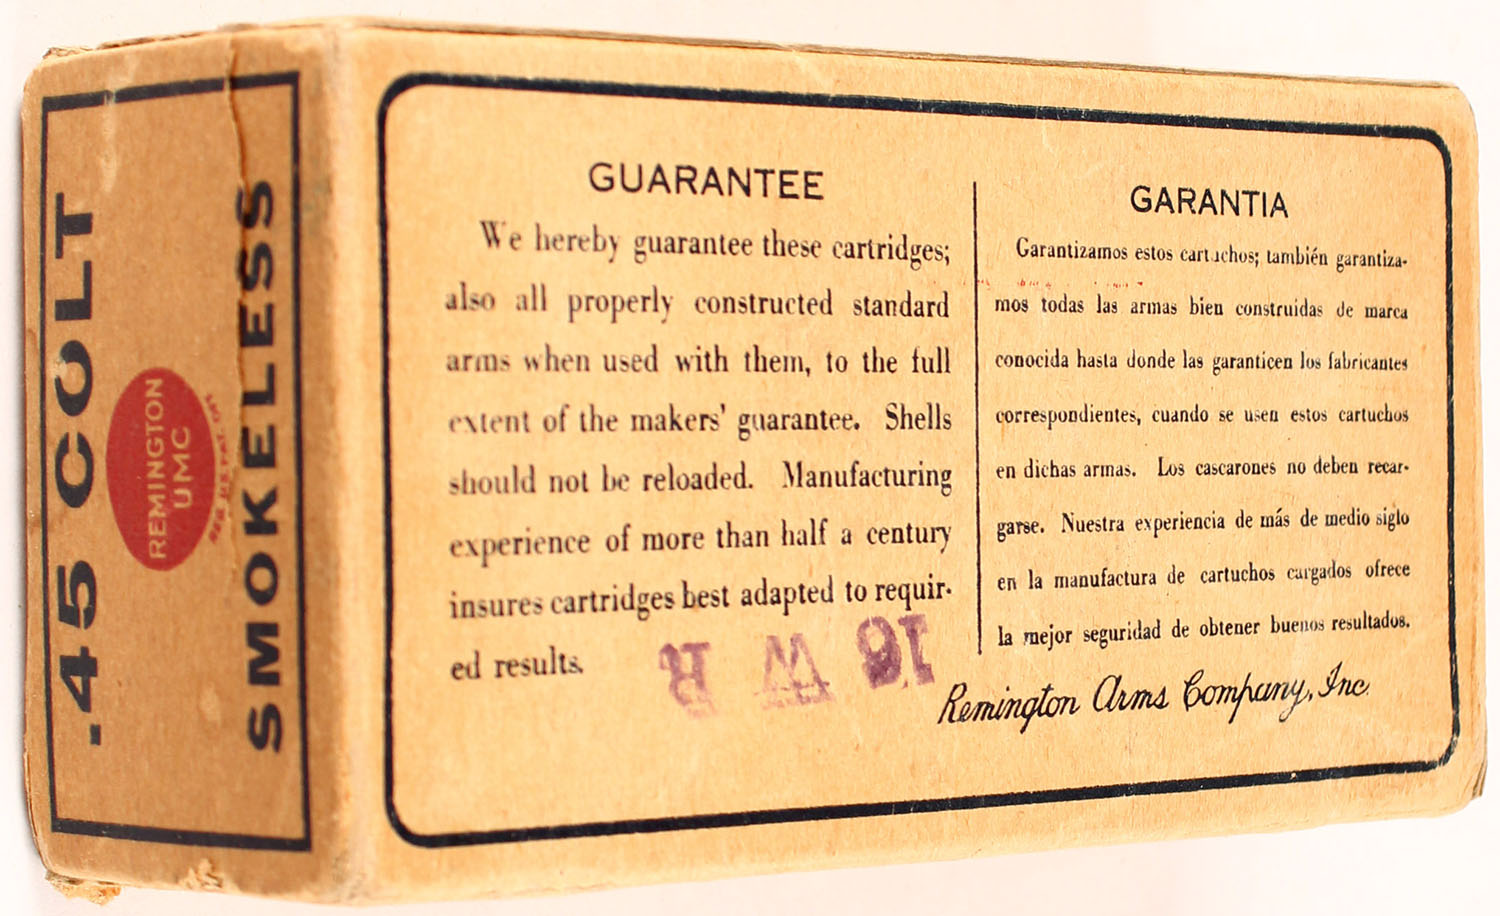 .45 COLT
REMINGTON
UMC
SMOKELESS
GUARANTEE
We hereby guarantee these cartridges;
also all properly constructed standard
arms when used with them, to the full
extent of the makers' guarantee. Shells
should not be reloaded. Manufacturing
experience of more than half a century
insures cartridges best adapted to requir-
ed results.
16 W R
GARANTIA
Garantizamos estos cartuchos; también garantiza-
mos todas las armas bien construidas de marca
conocida hasta donde las garanticen los fabricantes
correspondientes, cuando se usen estos cartuchos
en dichas armas. Los cascarones no deben recar-
garse. Nuestra experiencia de más de medio siglo
en la manufactura de cartuchos cargados ofrece
la mejor seguridad de obtener buenos resultados.
Remington Arms Company, Inc.